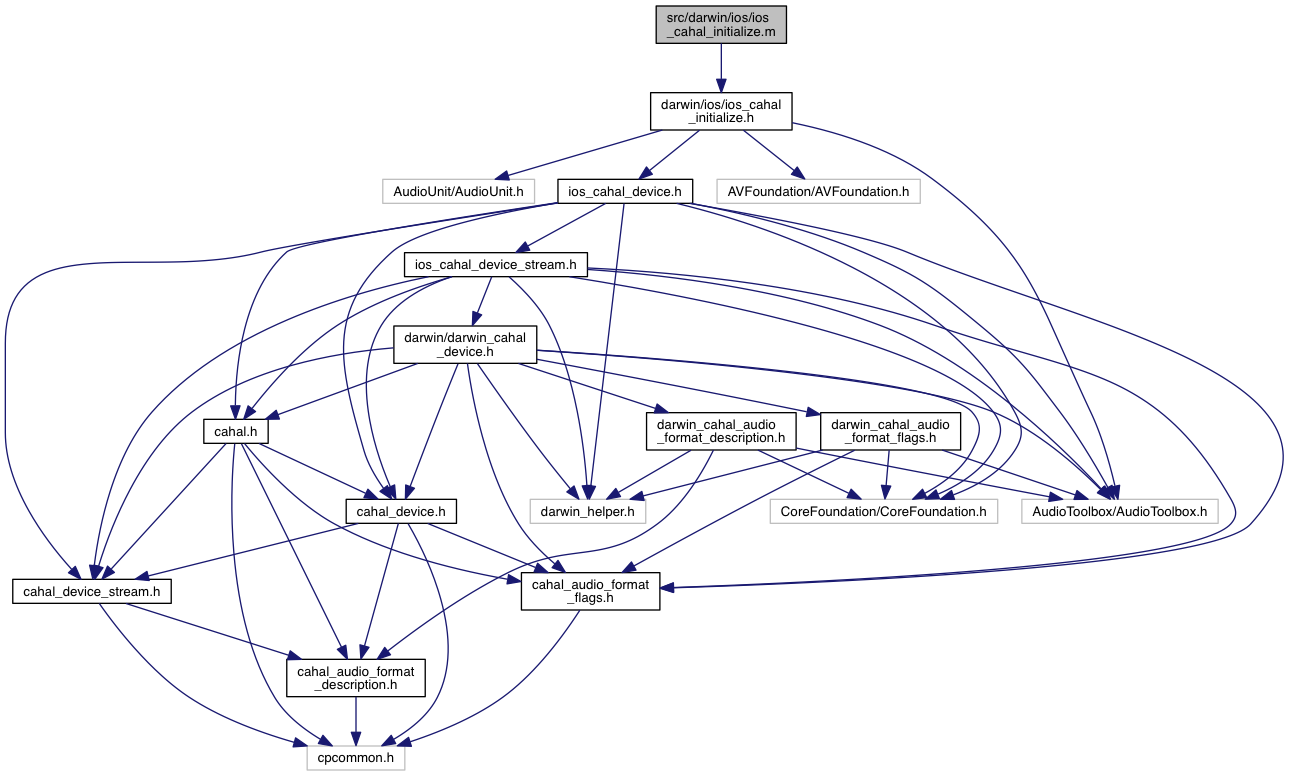 src/darwin/ios/ios
_cahal_initialize.m
darwin/ios/ios_cahal
_initialize.h
AudioUnit/AudioUnit.h
ios_cahal_device.h
AVFoundation/AVFoundation.h
ios_cahal_device_stream.h
darwin/darwin_cahal
_device.h
cahal.h
darwin_cahal_audio
_format_description.h
darwin_cahal_audio
_format_flags.h
cahal_device.h
darwin_helper.h
CoreFoundation/CoreFoundation.h
AudioToolbox/AudioToolbox.h
cahal_device_stream.h
cahal_audio_format
_flags.h
cahal_audio_format
_description.h
cpcommon.h